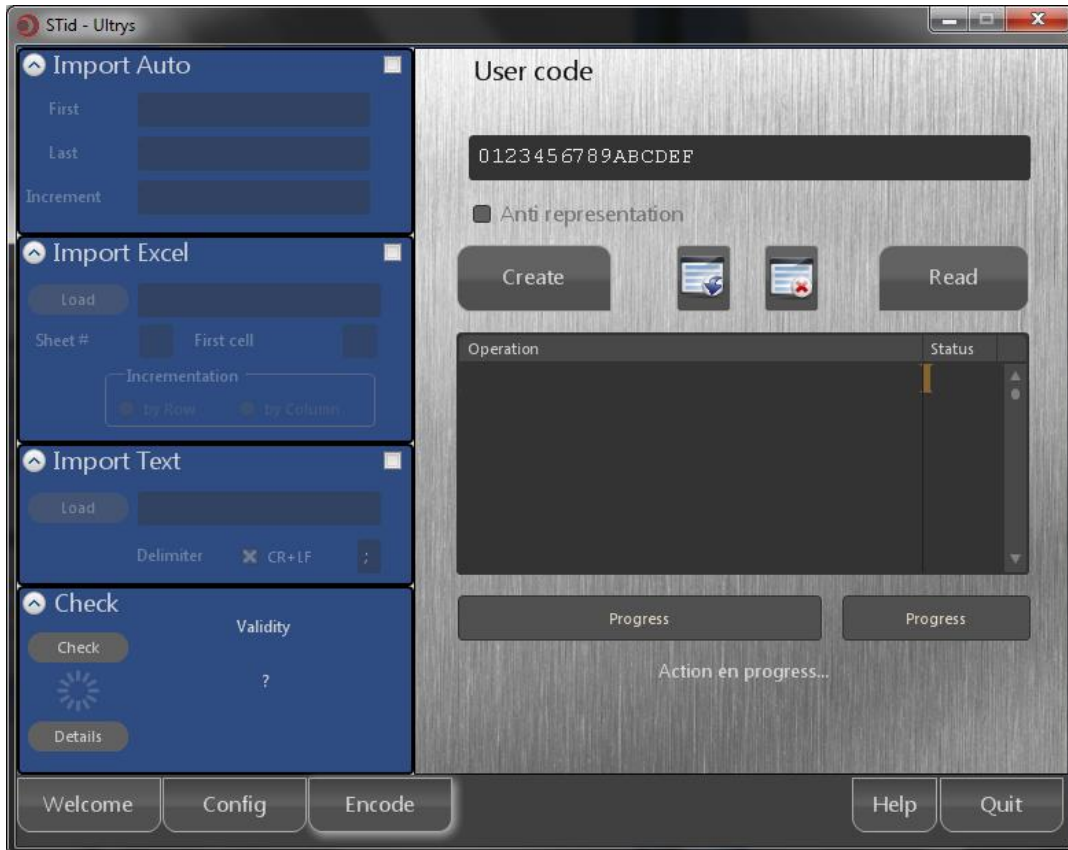 STid - Ultrys
Import Auto
First
Last
Increment
Import Excel
Load
Sheet # First cell
Incrementation
by Row by Column
Import Text
Load
Delimiter CR+LF ;
Check
Validity
Check
?
Details
User code
0123456789ABCDEF
Anti representation
Create Read
Operation Status
Progress Progress
Action en progress...
Welcome Config Encode Help Quit